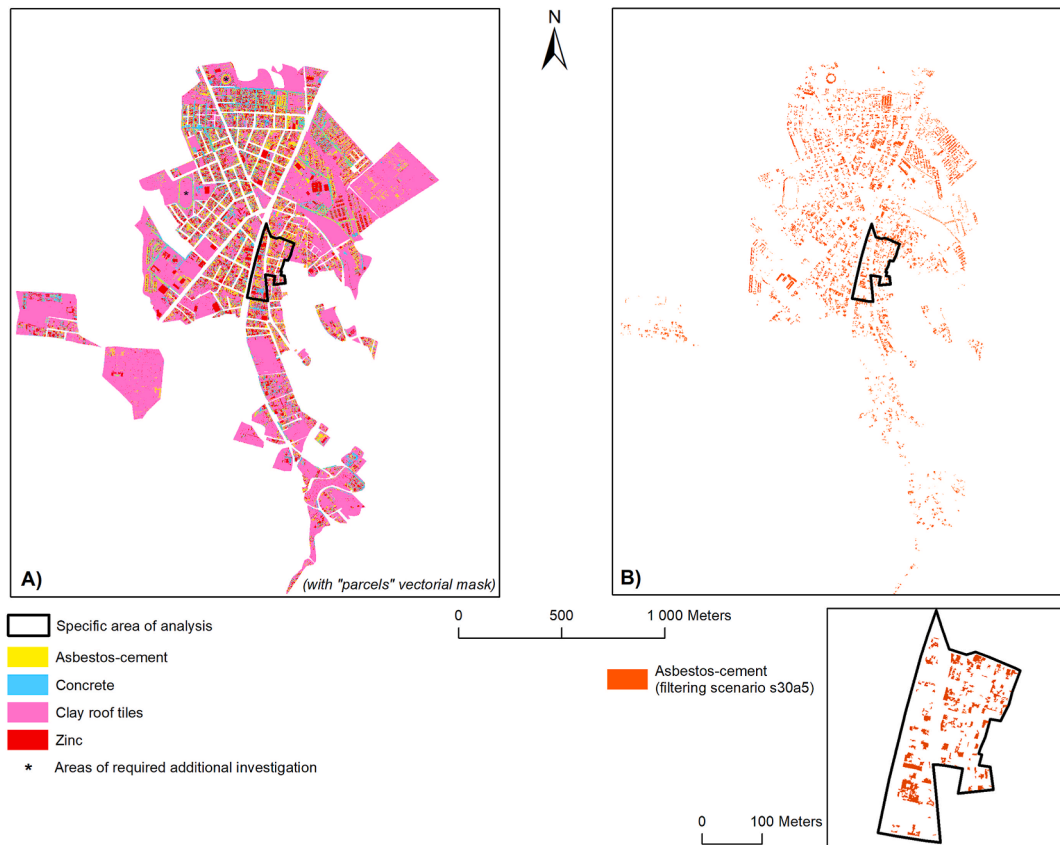 N
A)
(with "parcels" vectorial mask)
B)
Specific area of analysis
Asbestos-cement
Concrete
Clay roof tiles
Zinc
* Areas of required additional investigation
0 500 1 000 Meters
Asbestos-cement
(filtering scenario s30a5)
0 100 Meters